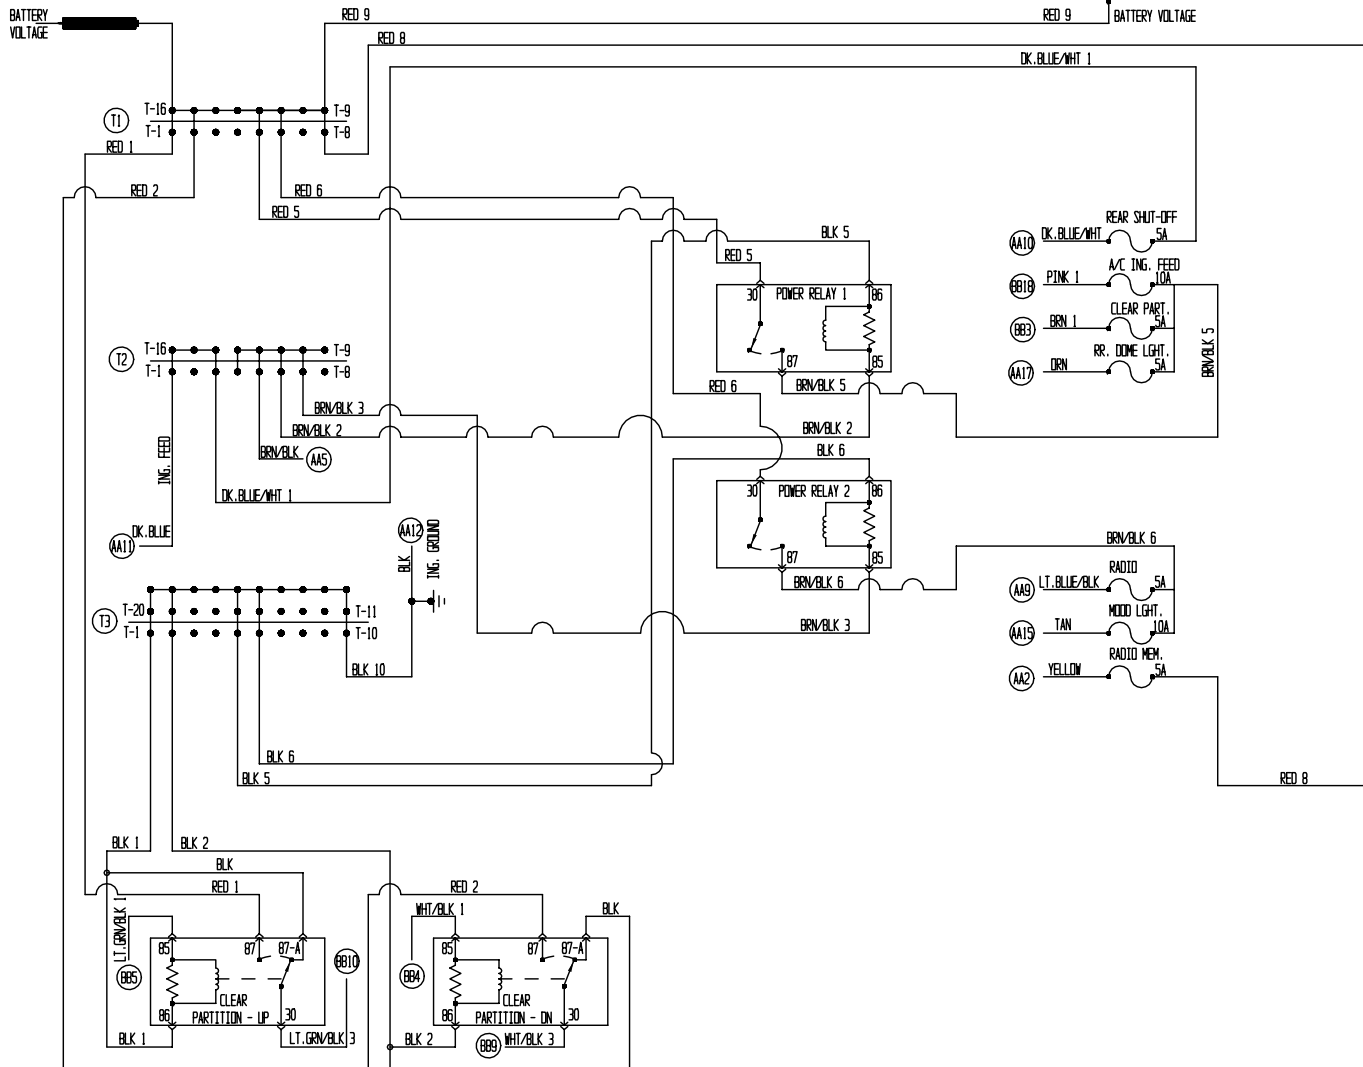 BATTERY
VOLTAGE
RED 9
RED 9
BATTERY VOLTAGE
RED 8
DK.BLUE/WHT 1
T-16
T-9
T1
T-1
T-8
RED 1
RED 2
RED 6
RED 5
BLK 5
RED 5
REAR SHUT-OFF
AA10
DK.BLUE/WHT
5A
A/C ING. FEED
BB18
PINK 1
10A
CLEAR PART.
BB3
BRN 1
5A
RR. DOME LGHT.
AA17
ORN
5A
BRN/BLK 5
30
POWER RELAY 1
86
87
85
T-16
T-9
T2
T-1
T-8
RED 6
BRN/BLK 5
BRN/BLK 3
BRN/BLK 2
BRN/BLK 2
BRN/BLK
AA5
ING. FEED
BLK 6
DK.BLUE/WHT 1
30
POWER RELAY 2
86
87
85
AA11
DK.BLUE
AA12
BLK
ING. GROUND
BRN/BLK 6
BRN/BLK 6
RADIO
AA9
LT.BLUE/BLK
5A
MOOD LGHT.
AA15
TAN
10A
RADIO MEM.
AA2
YELLOW
5A
T-20
T-11
T3
T-1
T-10
BRN/BLK 3
BLK 10
BLK 6
BLK 5
RED 8
BLK 1
BLK 2
BLK
RED 1
RED 2
LT.GRN/BLK 1
WHT/BLK 1
BLK
85
87
87-A
BB10
BB5
85
87
87-A
BB4
CLEAR
PARTITION - UP
86
30
CLEAR
PARTITION - DN
86
30
BLK 1
LT.GRN/BLK 3
BLK 2
BB9
WHT/BLK 3